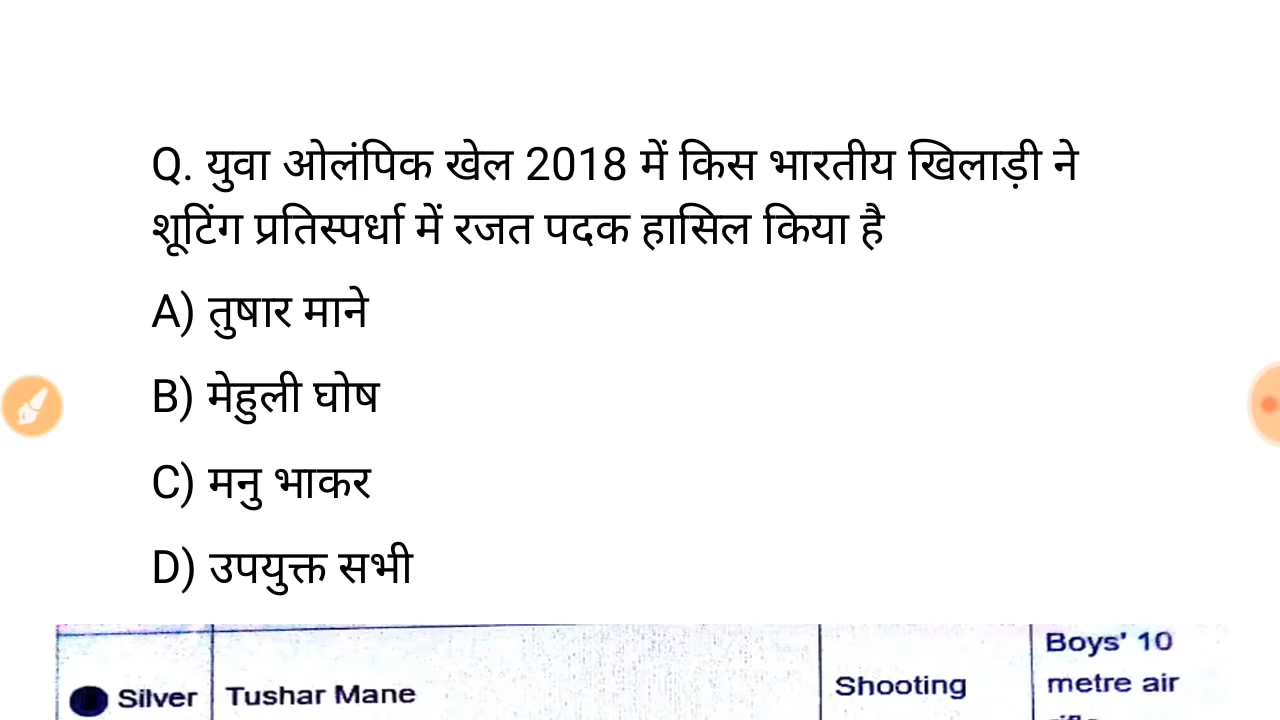 Q. युवा ओलंपिक खेल 2018 में किस भारतीय खिलाड़ी ने
शूटिंग प्रतिस्पर्धा में रजत पदक हासिल किया है
A) तुषार माने
B) मेहुली घोष
C) मनु भाकर
D) उपयुक्त सभी
Boys' 10
Silver Tushar Mane Shooting metre air